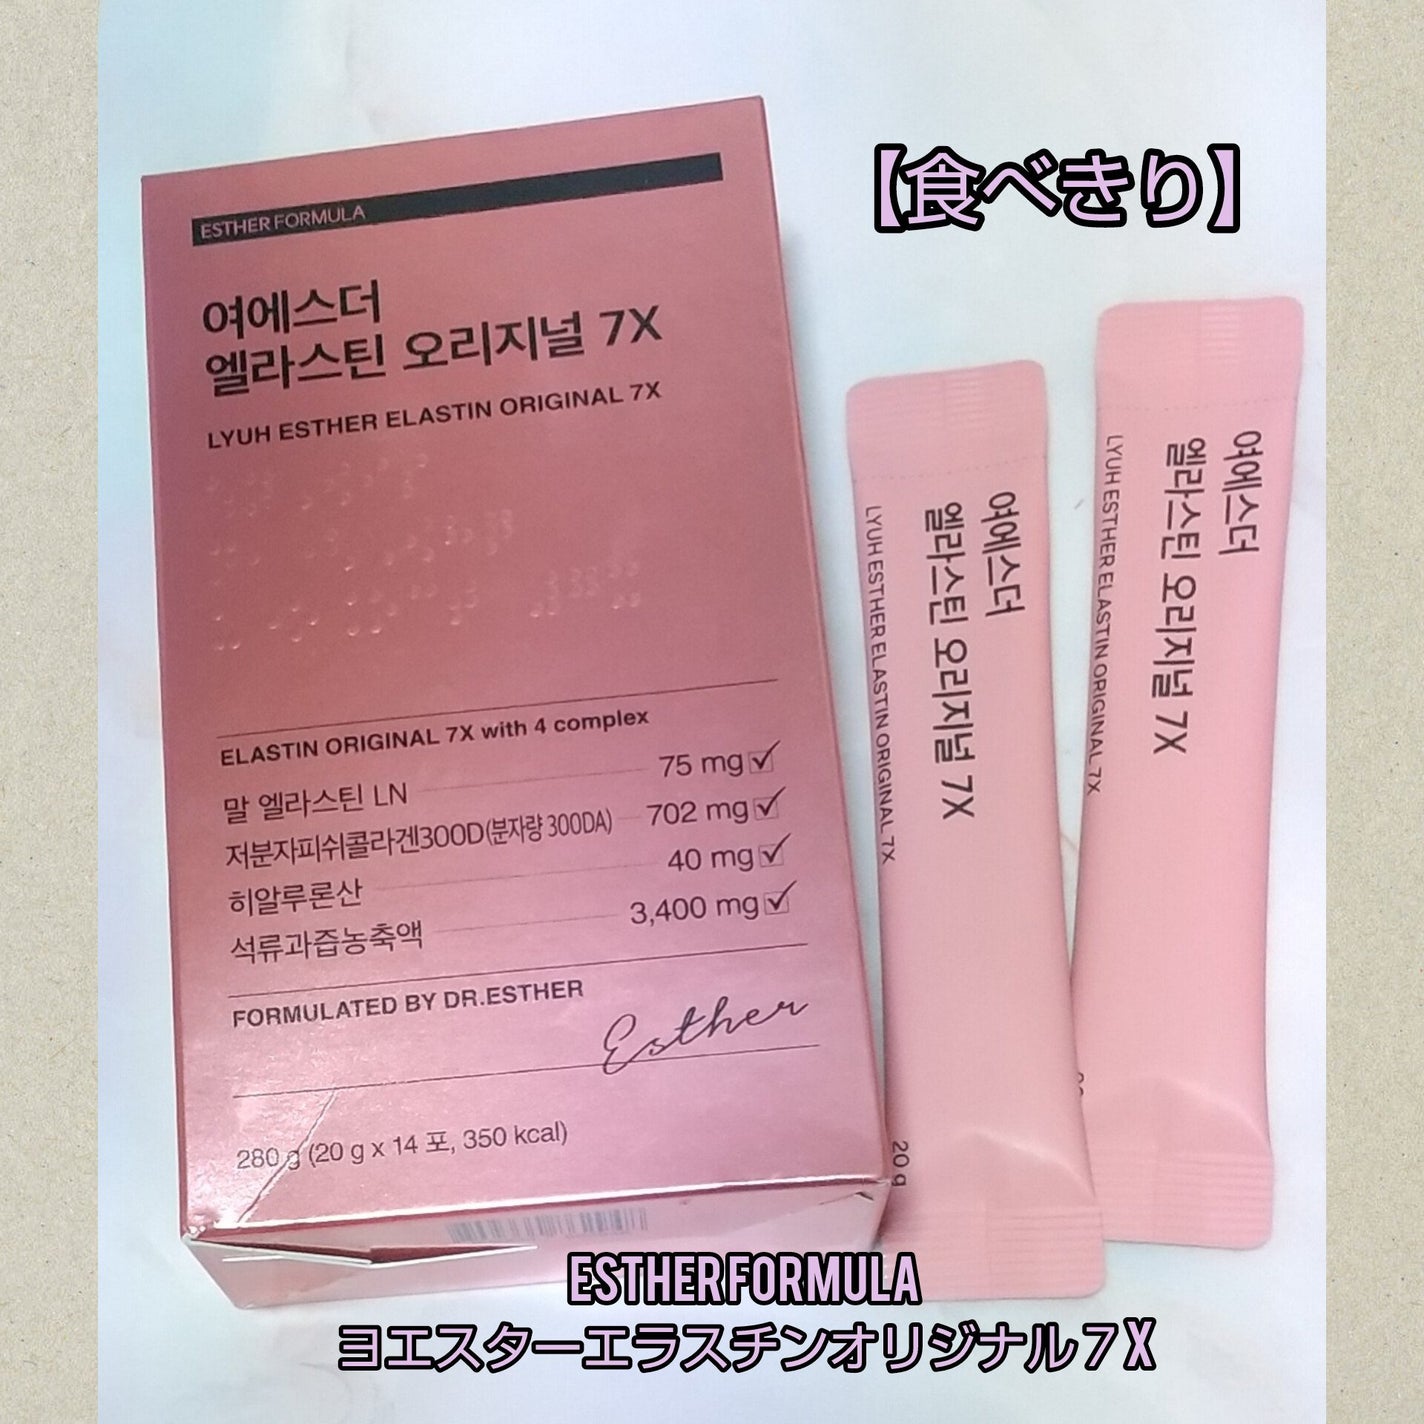 【食べきり】
ESTHER FORMULA
여에스더
엘라스틴 오리지널 7X
LYUH ESTHER ELASTIN ORIGINAL 7X
ELASTIN ORIGINAL 7X with 4 complex
말 엘라스틴 LN 75 mg
저분자피쉬콜라겐300D(분자량 300DA) 702 mg
히알루론산 40 mg
석류과즙농축액 3,400 mg
FORMULATED BY DR.ESTHER
Esther
280 g (20 g x 14 포, 350 kcal)
여에스더
엘라스틴 오리지널 7X
LYUH ESTHER ELASTIN ORIGINAL 7X
20 g
여에스더
엘라스틴 오리지널 7X
LYUH ESTHER ELASTIN ORIGINAL 7X
ESTHER FORMULA
ヨエスターエラスチンオリジナル7X